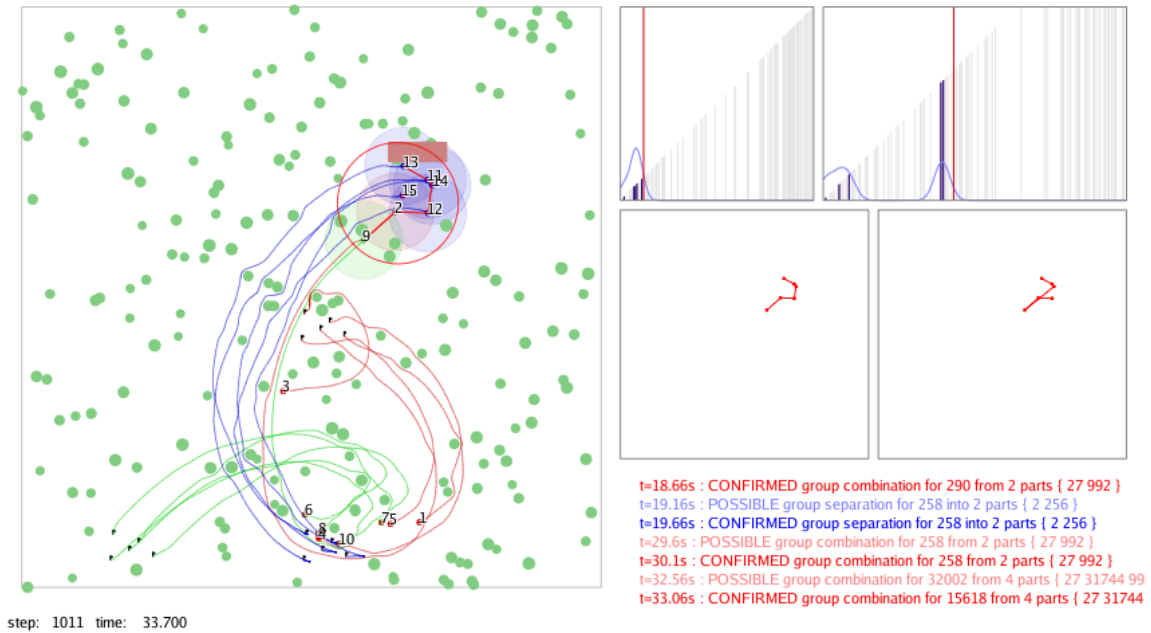 13
11
14
15
2
12
9
3
6
7 5
1
8
10
t=18.66s : CONFIRMED group combination for 290 from 2 parts { 27 992 }
t=19.16s : POSSIBLE group separation for 258 into 2 parts { 2 256 }
t=19.66s : CONFIRMED group separation for 258 into 2 parts { 2 256 }
t=29.6s : POSSIBLE group combination for 258 from 2 parts { 27 992 }
t=30.1s : CONFIRMED group combination for 258 from 2 parts { 27 992 }
t=32.56s : POSSIBLE group combination for 32002 from 4 parts { 27 31744 99
t=33.06s : CONFIRMED group combination for 15618 from 4 parts { 27 31744
step: 1011 time: 33.700